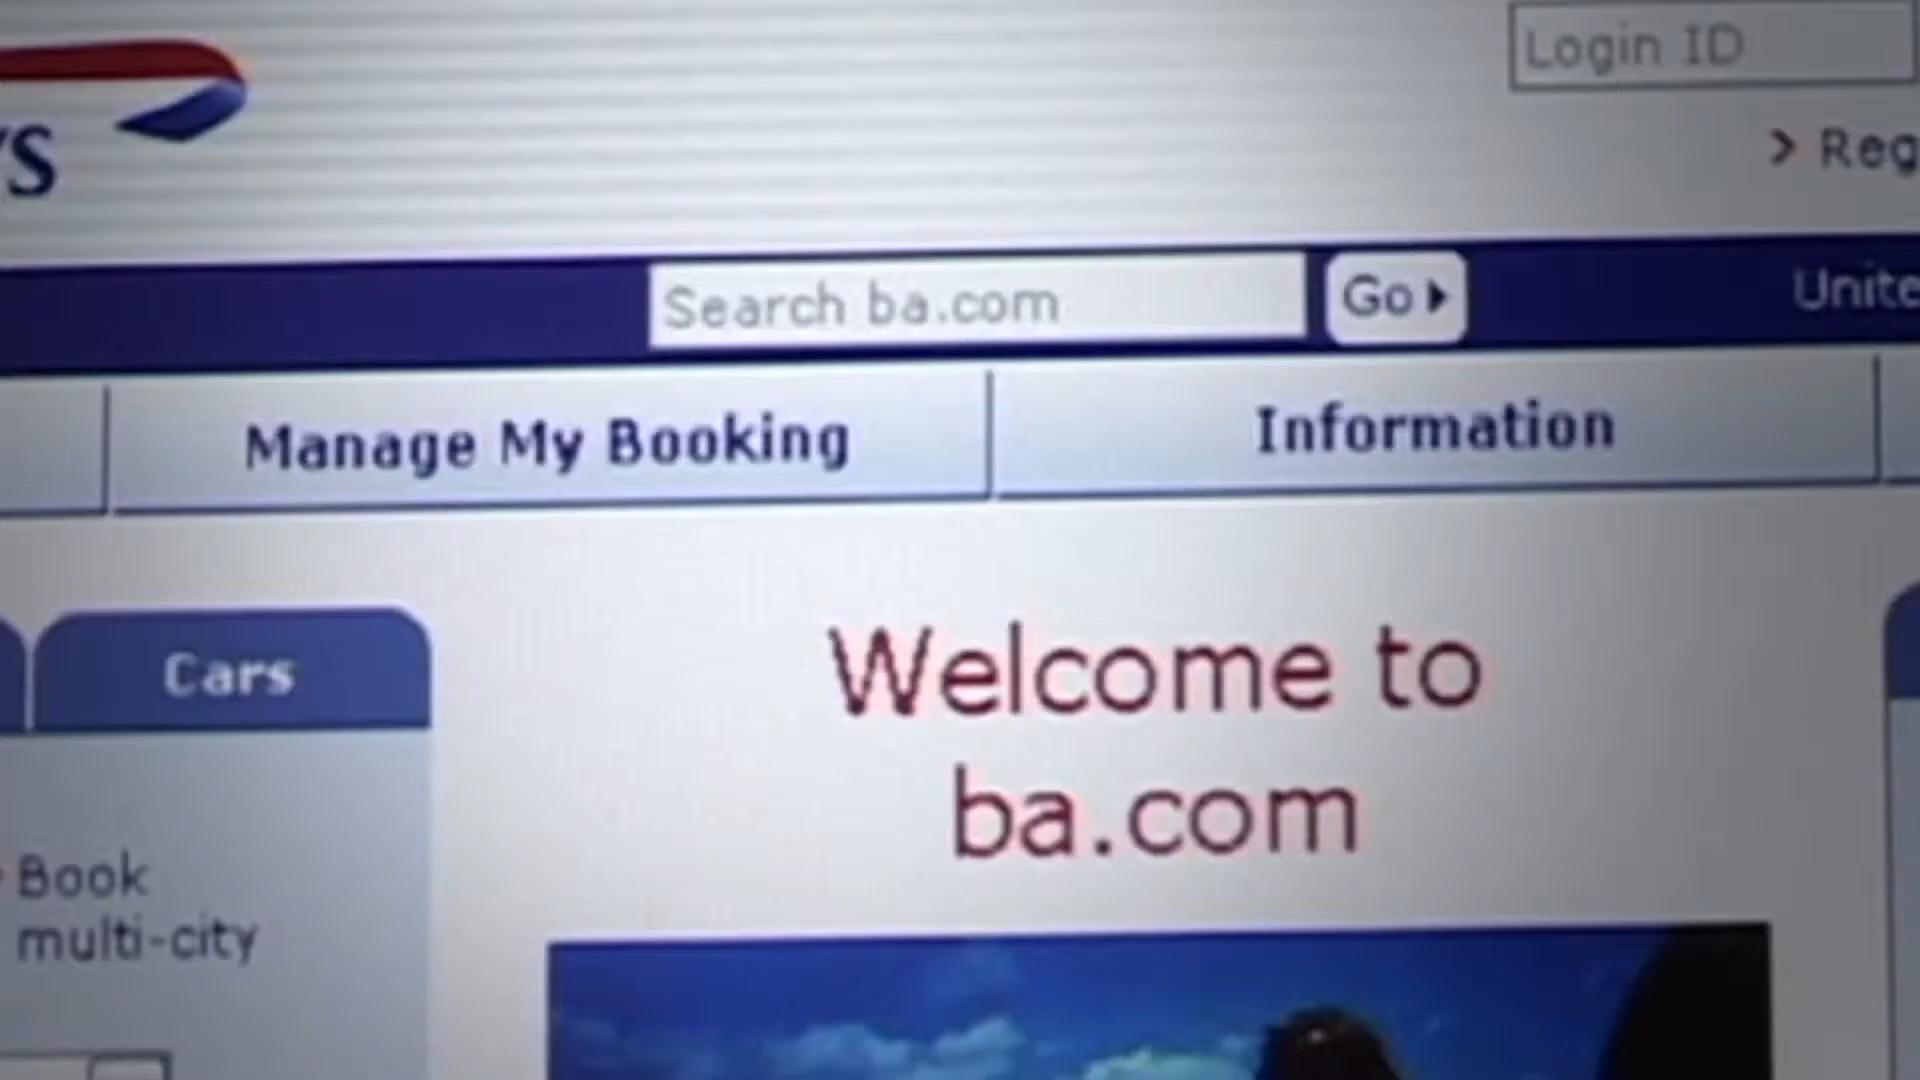 Login ID
YS
> Reg
Search ba.com
Go
Unite
Manage My Booking
Information
Cars
Welcome to
ba.com
Book
multi-city